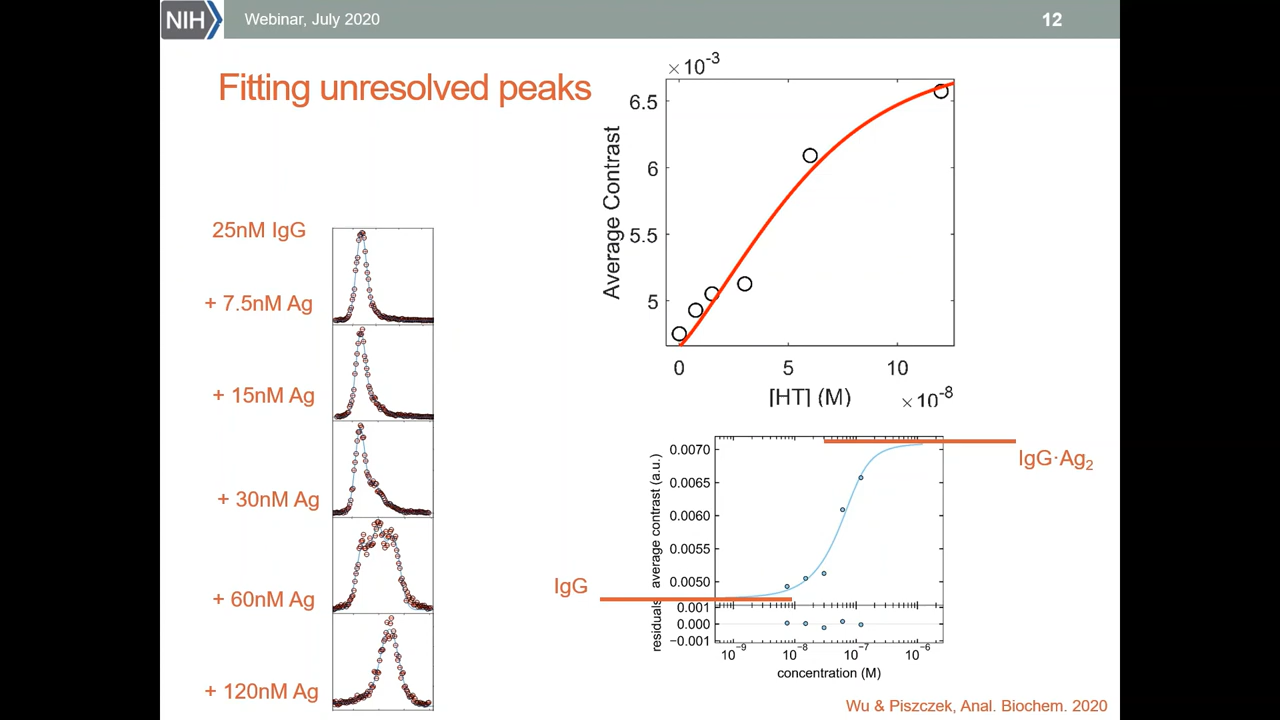 NIH
Webinar, July 2020
12
Fitting unresolved peaks
25nM IgG
+ 7.5nM Ag
+ 15nM Ag
+ 30nM Ag
+ 60nM Ag
+ 120nM Ag
×10⁻³
6.5
6
5.5
5
Average Contrast
0 5 10
[HT] (M)
×10⁻⁸
0.0070
0.0065
0.0060
0.0055
0.0050
average contrast (a.u.)
0.001
0.000
−0.001
residuals
10⁻⁹ 10⁻⁸ 10⁻⁷ 10⁻⁶
concentration (M)
IgG
IgG·Ag₂
Wu & Piszczek, Anal. Biochem. 2020